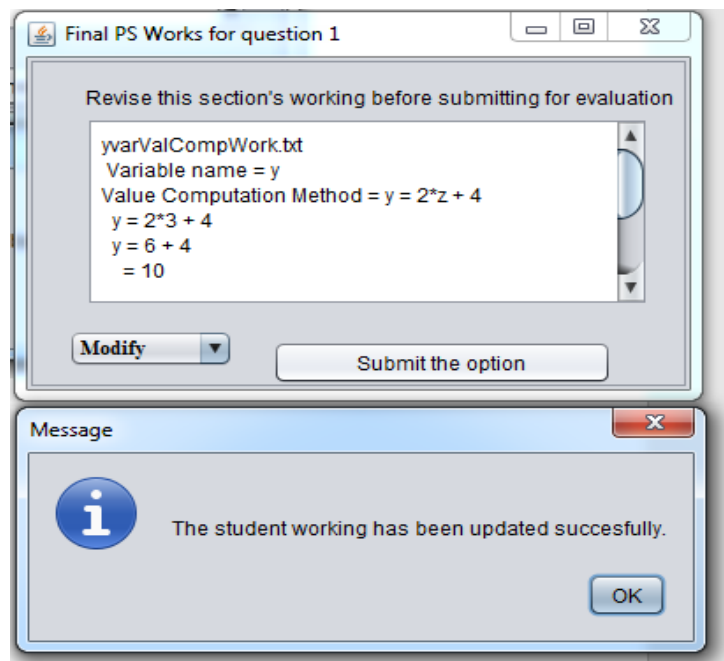 Final PS Works for question 1
Revise this section's working before submitting for evaluation
yvarValCompWork.txt
Variable name = y
Value Computation Method = y = 2*z + 4
y = 2*3 + 4
y = 6 + 4
= 10
Modify
Submit the option
Message
The student working has been updated succesfully.
OK